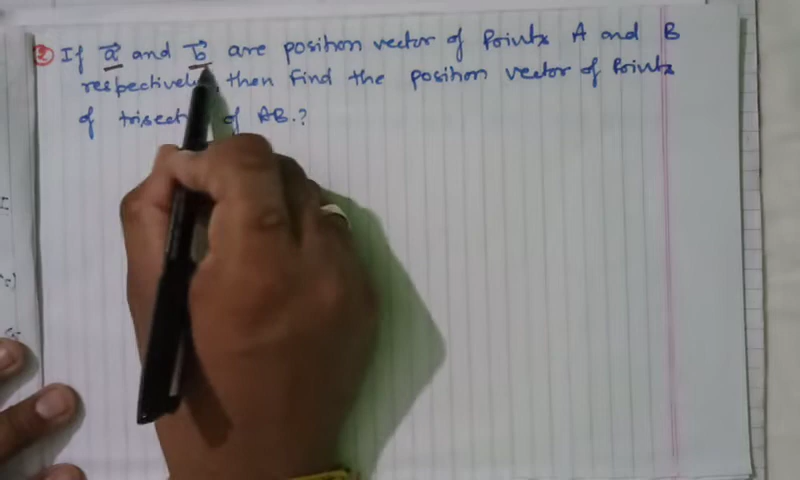 ② If a⃗ and b⃗ are position vector of Points A and B
respectively, then Find the position vector of Points
of of AB.?